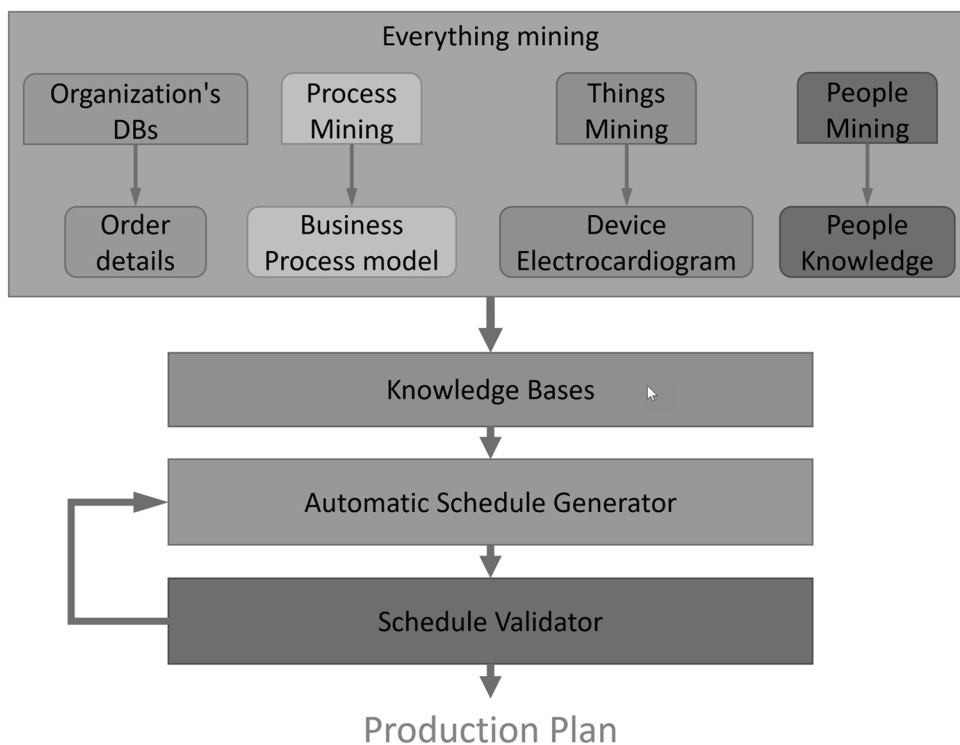 Everything mining
Organization's
DBs
Process
Mining
Things
Mining
People
Mining
Order
details
Business
Process model
Device
Electrocardiogram
People
Knowledge
Knowledge Bases
Automatic Schedule Generator
Schedule Validator
Production Plan